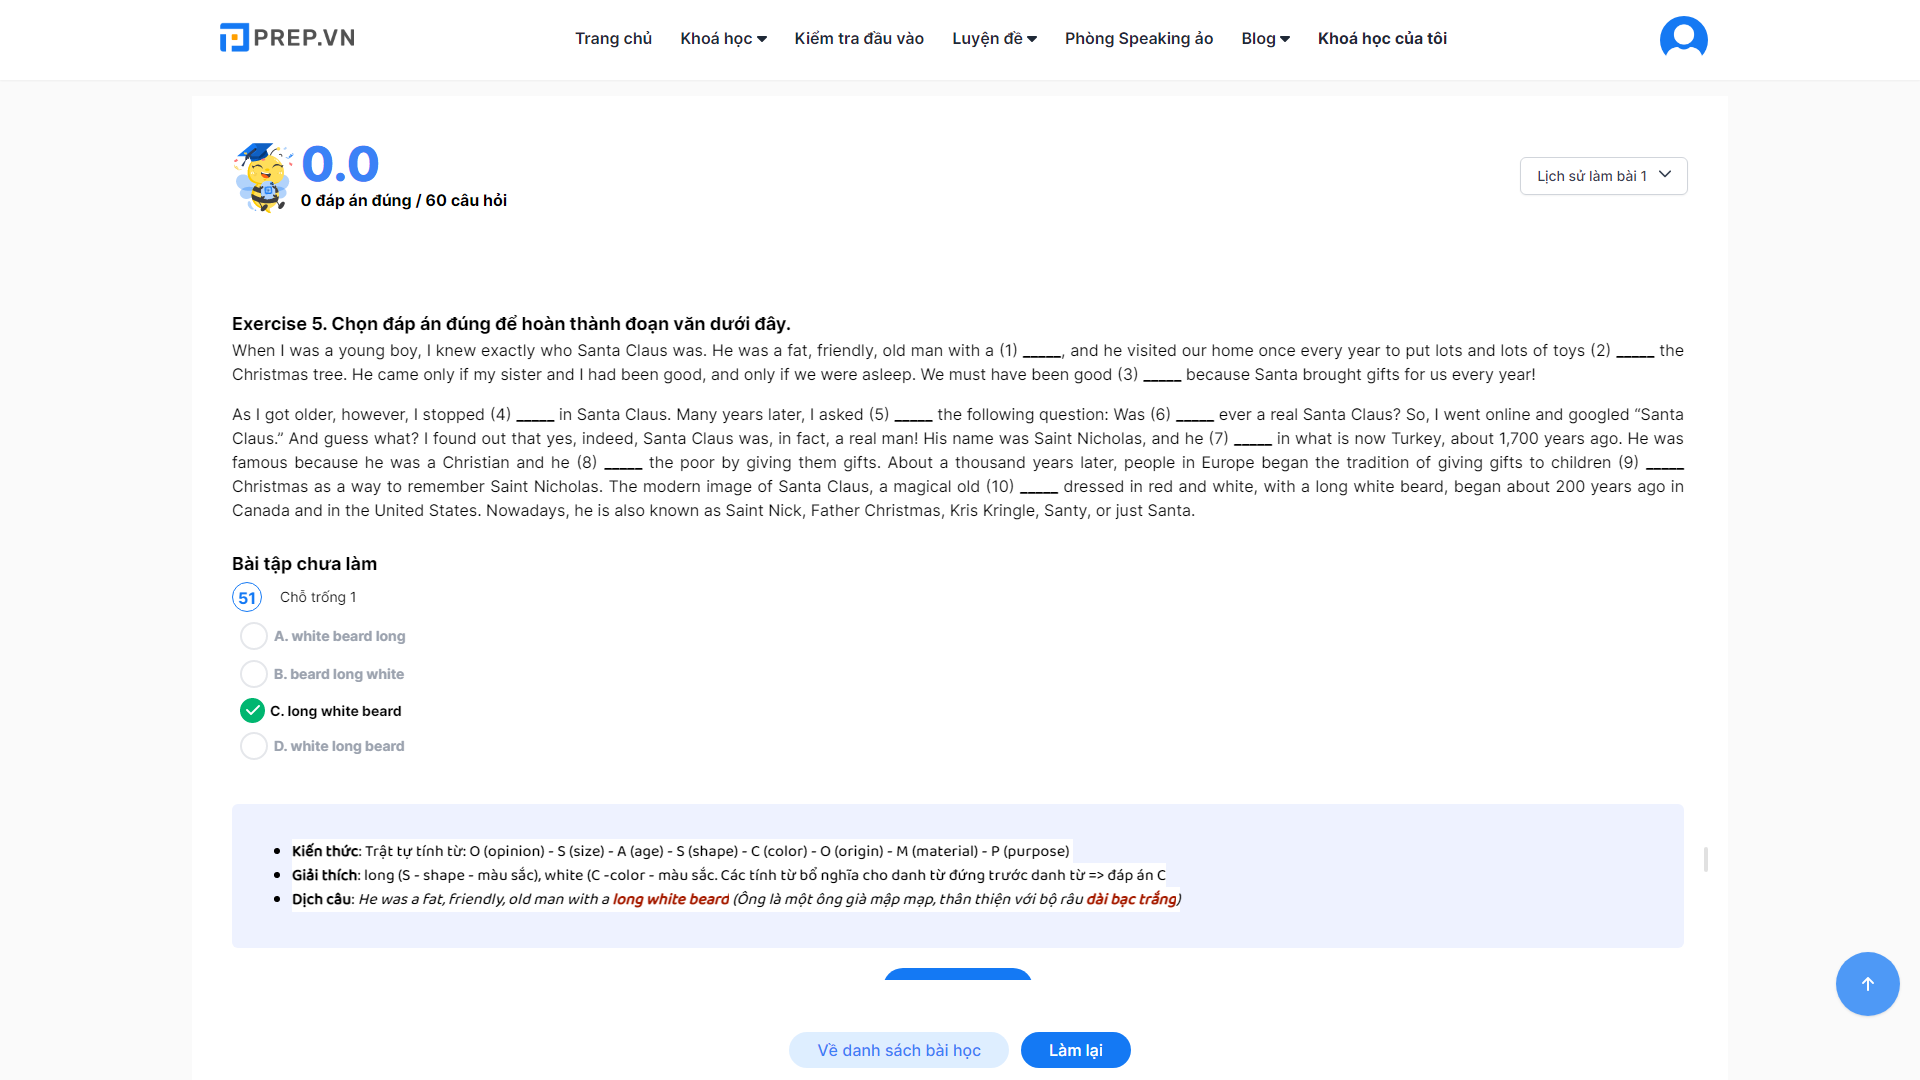 PREP.VN
Trang chủ
Khoá học
Kiểm tra đầu vào
Luyện đề
Phòng Speaking ảo
Blog
Khoá học của tôi
0.0
0 đáp án đúng / 60 câu hỏi
Lịch sử làm bài 1
Exercise 5. Chọn đáp án đúng để hoàn thành đoạn văn dưới đây.
When I was a young boy, I knew exactly who Santa Claus was. He was a fat, friendly, old man with a (1) _____, and he visited our home once every year to put lots and lots of toys (2) _____ the
Christmas tree. He came only if my sister and I had been good, and only if we were asleep. We must have been good (3) _____ because Santa brought gifts for us every year!
As I got older, however, I stopped (4) _____ in Santa Claus. Many years later, I asked (5) _____ the following question: Was (6) _____ ever a real Santa Claus? So, I went online and googled “Santa
Claus.” And guess what? I found out that yes, indeed, Santa Claus was, in fact, a real man! His name was Saint Nicholas, and he (7) _____ in what is now Turkey, about 1,700 years ago. He was
famous because he was a Christian and he (8) _____ the poor by giving them gifts. About a thousand years later, people in Europe began the tradition of giving gifts to children (9) _____
Christmas as a way to remember Saint Nicholas. The modern image of Santa Claus, a magical old (10) _____ dressed in red and white, with a long white beard, began about 200 years ago in
Canada and in the United States. Nowadays, he is also known as Saint Nick, Father Christmas, Kris Kringle, Santy, or just Santa.
Bài tập chưa làm
51 Chỗ trống 1
A. white beard long
B. beard long white
C. long white beard
D. white long beard
Kiến thức: Trật tự tính từ: O (opinion) - S (size) - A (age) - S (shape) - C (color) - O (origin) - M (material) - P (purpose)
Giải thích: long (S - shape - màu sắc), white (C -color - màu sắc. Các tính từ bổ nghĩa cho danh từ đứng trước danh từ => đáp án C
Dịch câu: He was a fat, friendly, old man with a long white beard (Ông là một ông già mập mạp, thân thiện với bộ râu dài bạc trắng)
Về danh sách bài học
Làm lại